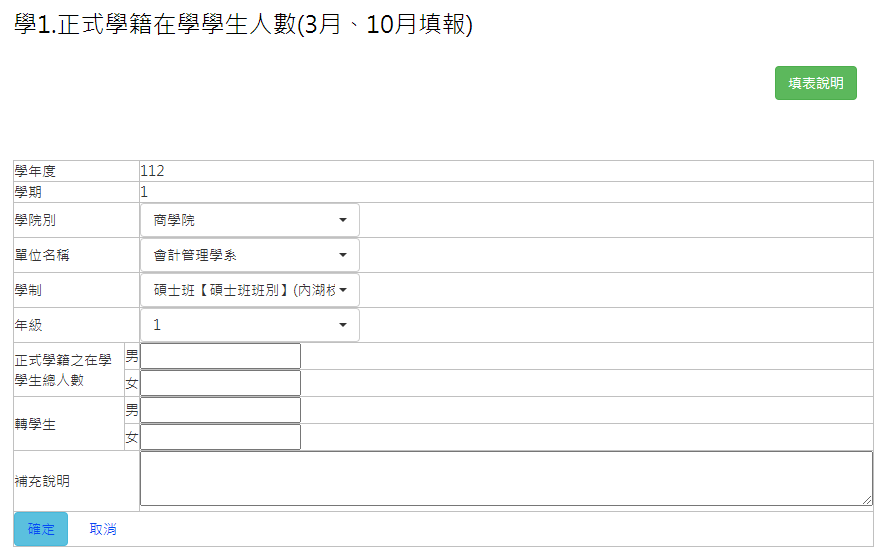 學1.正式學籍在學學生人數(3月、10月填報)
填表說明
學年度 112
學期 1
學院別 商學院
單位名稱 會計管理學系
學制 碩士班【碩士班班別】(內湖校
年級 1
正式學籍之在學
學生總人數
男
女
轉學生
男
女
補充說明
確定 取消